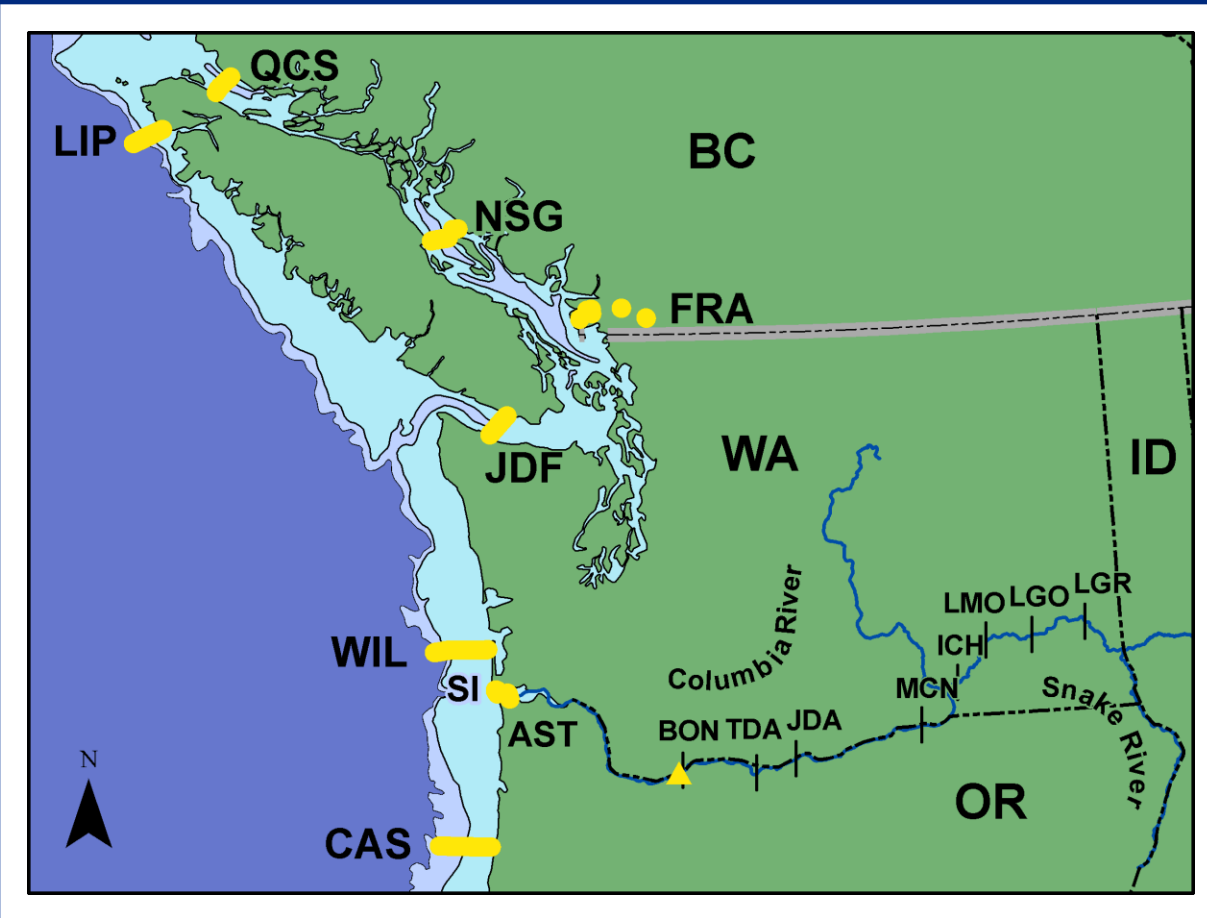 QCS
LIP
BC
NSG
FRA
JDF
WA
ID
LMO
LGO
LGR
ICH
WIL
Columbia River
SI
MCN
Snake River
AST
BON
TDA
JDA
N
OR
CAS